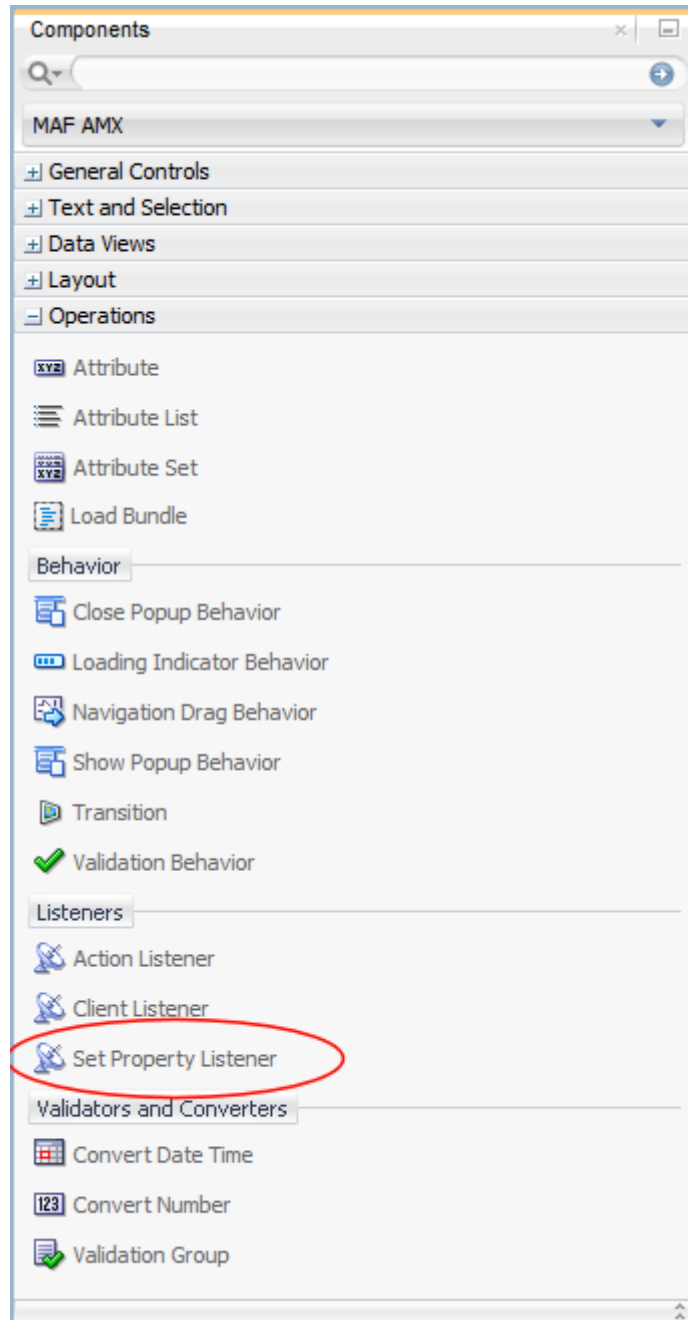 Components
MAF AMX
General Controls
Text and Selection
Data Views
Layout
Operations
XYZ Attribute
Attribute List
XYZ Attribute Set
Load Bundle
Behavior
Close Popup Behavior
Loading Indicator Behavior
Navigation Drag Behavior
Show Popup Behavior
Transition
Validation Behavior
Listeners
Action Listener
Client Listener
Set Property Listener
Validators and Converters
Convert Date Time
123 Convert Number
Validation Group